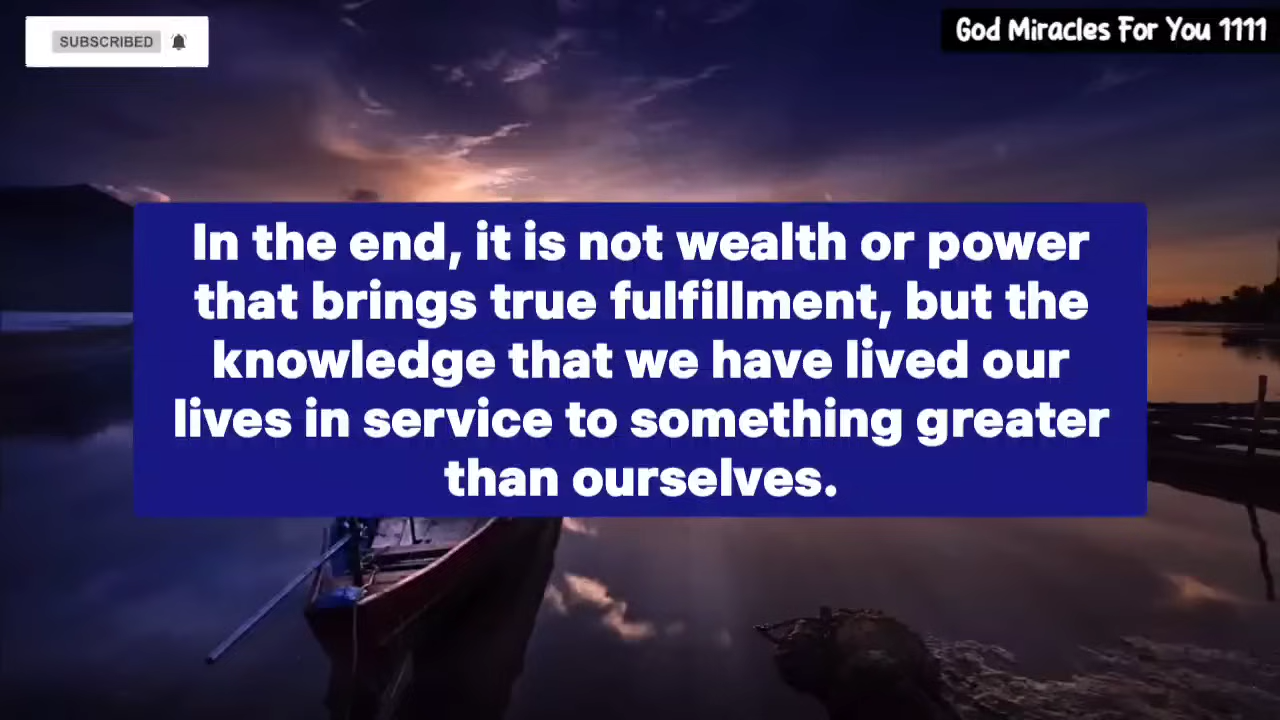 SUBSCRIBED
God Miracles For You 1111
In the end, it is not wealth or power
that brings true fulfillment, but the
knowledge that we have lived our
lives in service to something greater
than ourselves.